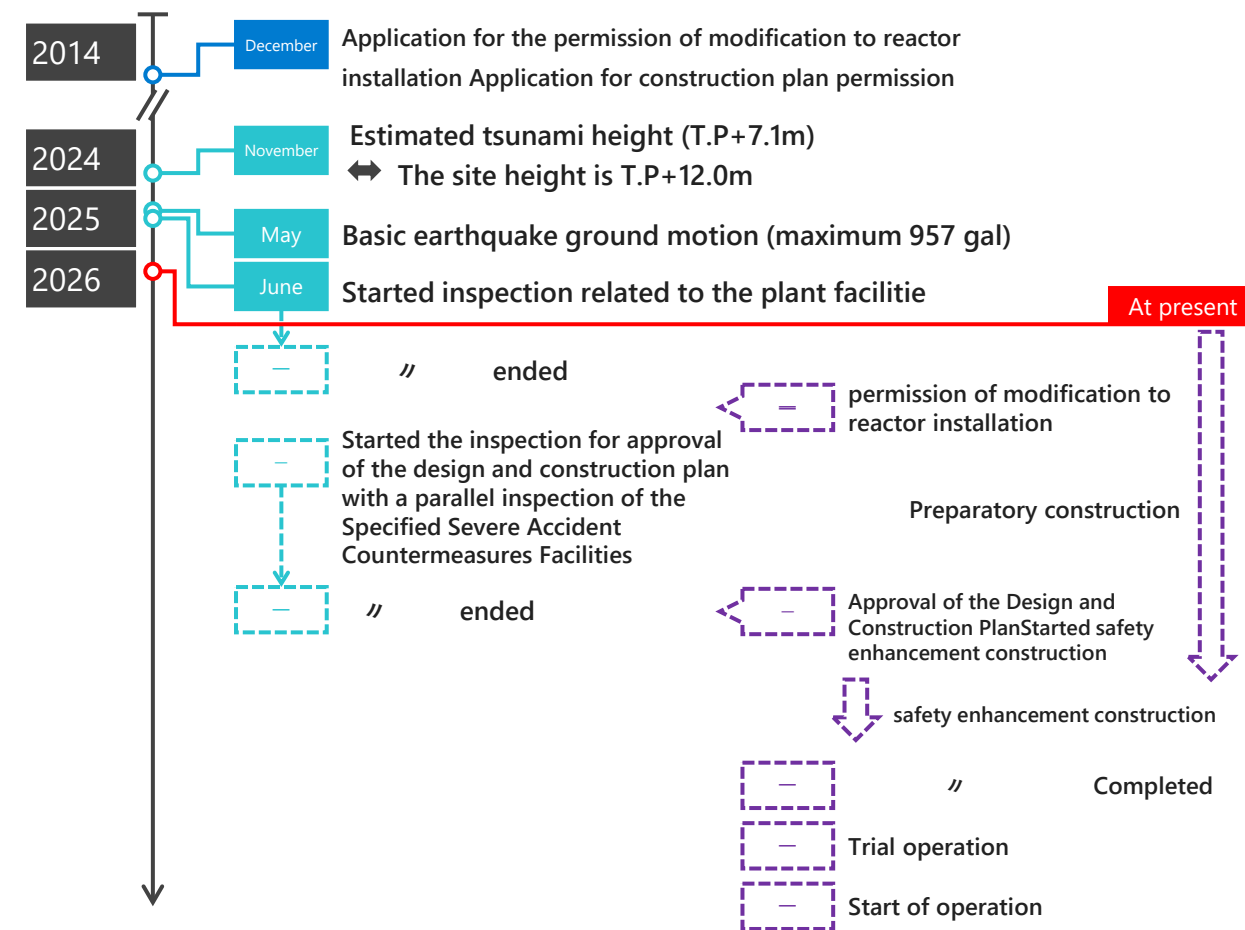 2014
December
Application for the permission of modification to reactor
installation Application for construction plan permission
2024
November
Estimated tsunami height (T.P+7.1m)
⬌ The site height is T.P+12.0m
2025
May
Basic earthquake ground motion (maximum 957 gal)
2026
June
Started inspection related to the plant facilitie
At present
―
〃 ended
＝
permission of modification to
reactor installation
―
Started the inspection for approval
of the design and construction plan
with a parallel inspection of the
Specified Severe Accident
Countermeasures Facilities
Preparatory construction
―
〃 ended
―
Approval of the Design and
Construction PlanStarted safety
enhancement construction
safety enhancement construction
―
〃 Completed
―
Trial operation
―
Start of operation